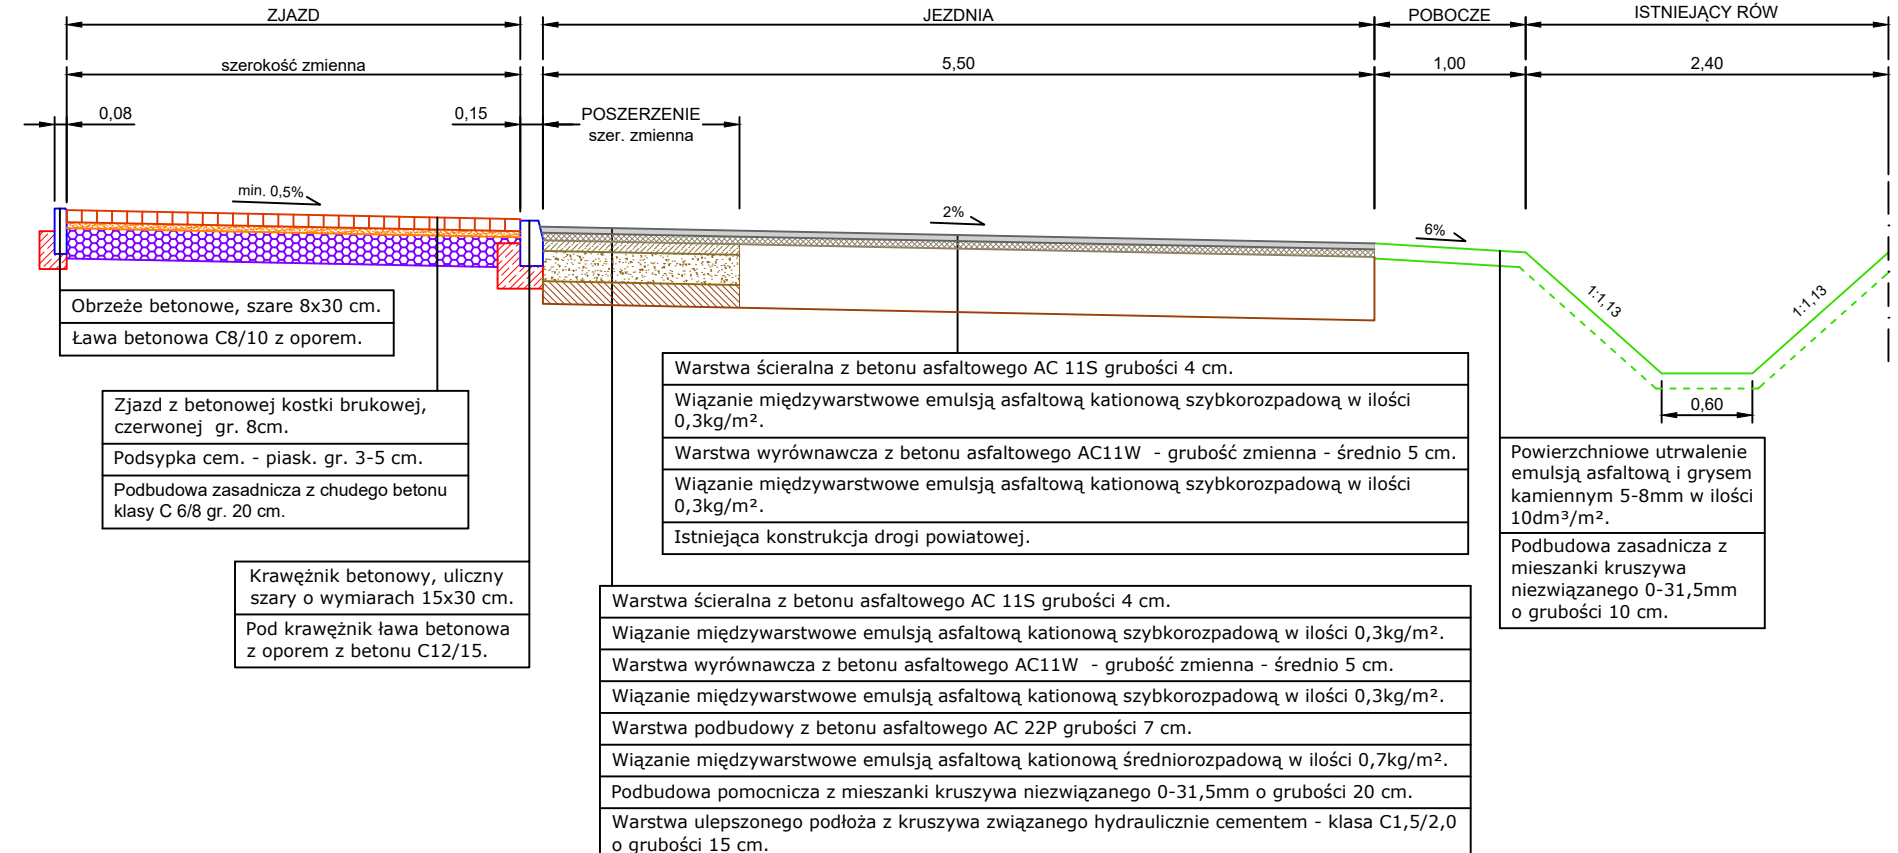 ZJAZD
JEZDNIA
POBOCZE
ISTNIEJĄCY RÓW
szerokość zmienna
5,50
1,00
2,40
0,08
0,15
POSZERZENIE
szer. zmienna
min. 0,5%
2%
6%
1:1,13
1:1,13
0,60
Obrzeże betonowe, szare 8x30 cm.
Ława betonowa C8/10 z oporem.
Zjazd z betonowej kostki brukowej,
czerwonej gr. 8cm.
Podsypka cem. - piask. gr. 3-5 cm.
Podbudowa zasadnicza z chudego betonu
klasy C 6/8 gr. 20 cm.
Krawężnik betonowy, uliczny
szary o wymiarach 15x30 cm.
Pod krawężnik ława betonowa
z oporem z betonu C12/15.
Warstwa ścieralna z betonu asfaltowego AC 11S grubości 4 cm.
Wiązanie międzywarstwowe emulsją asfaltową kationową szybkorozpadową w ilości
0,3kg/m².
Warstwa wyrównawcza z betonu asfaltowego AC11W - grubość zmienna - średnio 5 cm.
Wiązanie międzywarstwowe emulsją asfaltową kationową szybkorozpadową w ilości
0,3kg/m².
Istniejąca konstrukcja drogi powiatowej.
Warstwa ścieralna z betonu asfaltowego AC 11S grubości 4 cm.
Wiązanie międzywarstwowe emulsją asfaltową kationową szybkorozpadową w ilości 0,3kg/m².
Warstwa wyrównawcza z betonu asfaltowego AC11W - grubość zmienna - średnio 5 cm.
Wiązanie międzywarstwowe emulsją asfaltową kationową szybkorozpadową w ilości 0,3kg/m².
Warstwa podbudowy z betonu asfaltowego AC 22P grubości 7 cm.
Wiązanie międzywarstwowe emulsją asfaltową kationową średniorozpadową w ilości 0,7kg/m².
Podbudowa pomocnicza z mieszanki kruszywa niezwiązanego 0-31,5mm o grubości 20 cm.
Warstwa ulepszonego podłoża z kruszywa związanego hydraulicznie cementem - klasa C1,5/2,0
o grubości 15 cm.
Powierzchniowe utrwalenie
emulsją asfaltową i grysem
kamiennym 5-8mm w ilości
10dm³/m².
Podbudowa zasadnicza z
mieszanki kruszywa
niezwiązanego 0-31,5mm
o grubości 10 cm.